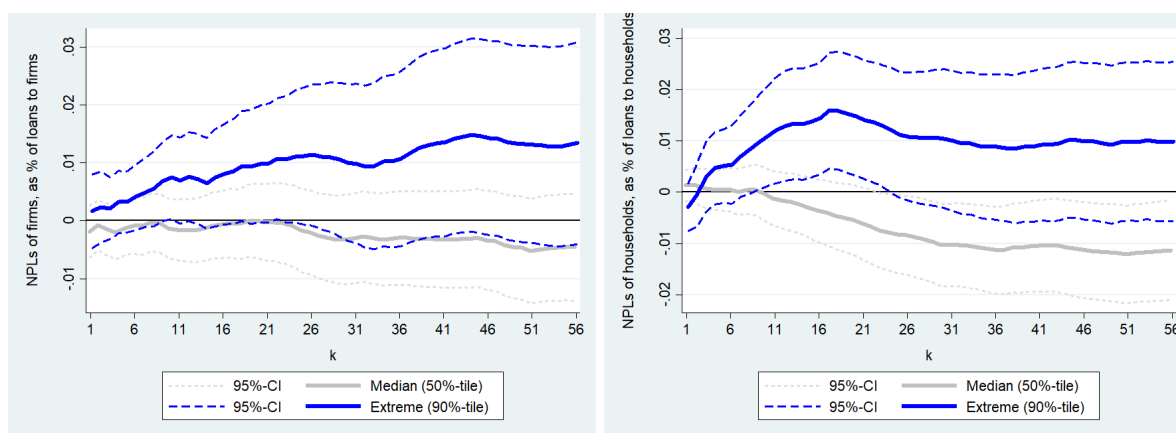 NPLs of firms, as % of loans to firms
.03
.02
.01
0
-.01
1 6 11 16 21 26 31 36 41 46 51 56
k
95%-CI Median (50%-tile)
95%-CI Extreme (90%-tile)
NPLs of households, as % of loans to households
.03
.02
.01
0
-.01
-.02
1 6 11 16 21 26 31 36 41 46 51 56
k
95%-CI Median (50%-tile)
95%-CI Extreme (90%-tile)